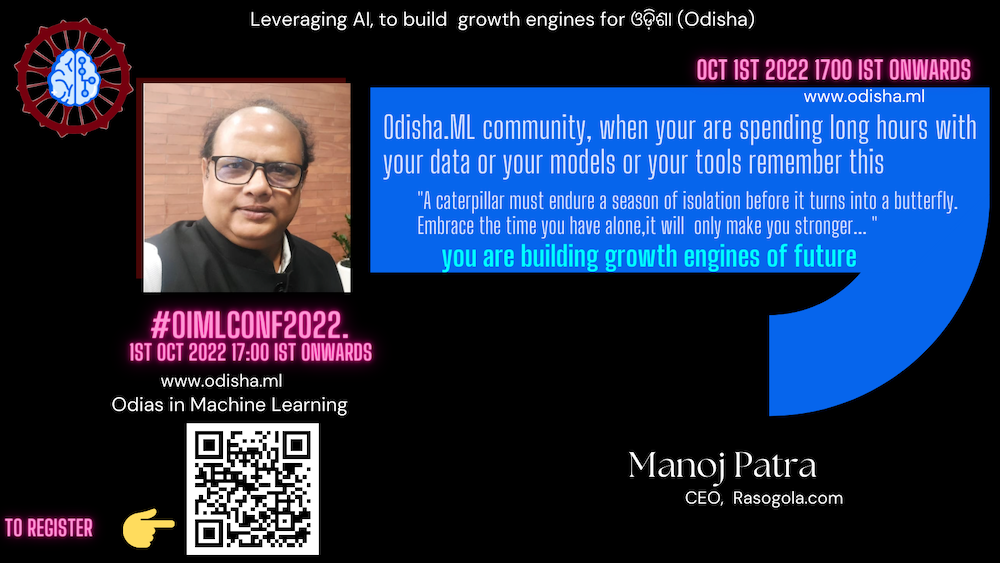 Leveraging AI, to build growth engines for ଓଡ଼ିଶା (Odisha)
OCT 1ST 2022 1700 IST ONWARDS
www.odisha.ml
Odisha.ML community, when your are spending long hours with
your data or your models or your tools remember this
"A caterpillar must endure a season of isolation before it turns into a butterfly.
Embrace the time you have alone,it will only make you stronger... "
you are building growth engines of future
#OIMLCONF2022.
1ST OCT 2022 17:00 IST ONWARDS
www.odisha.ml
Odias in Machine Learning
Manoj Patra
CEO, Rasogola.com
TO REGISTER